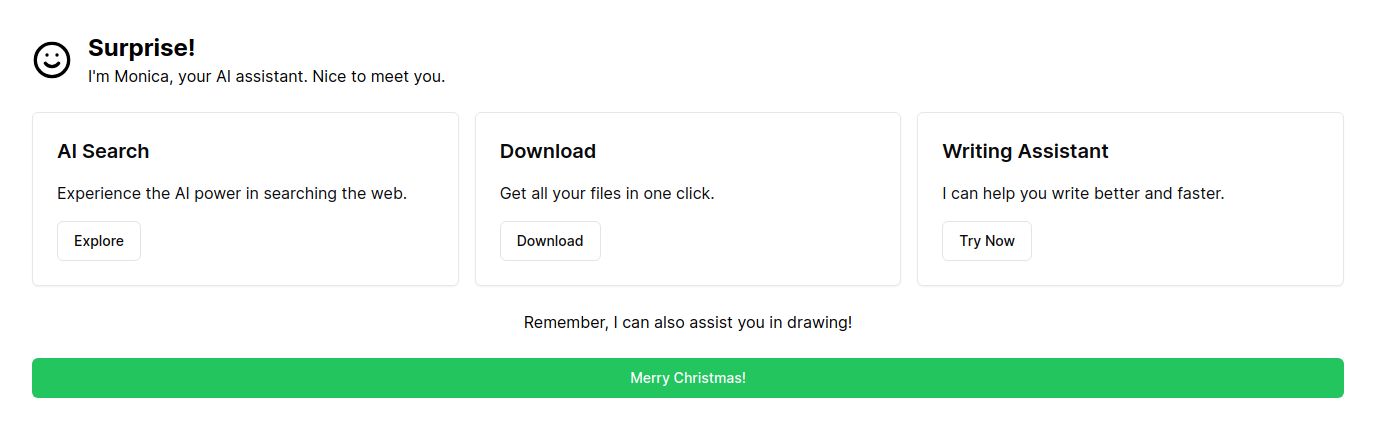 Surprise!
I'm Monica, your AI assistant. Nice to meet you.
AI Search
Experience the AI power in searching the web.
Explore
Download
Get all your files in one click.
Download
Writing Assistant
I can help you write better and faster.
Try Now
Remember, I can also assist you in drawing!
Merry Christmas!